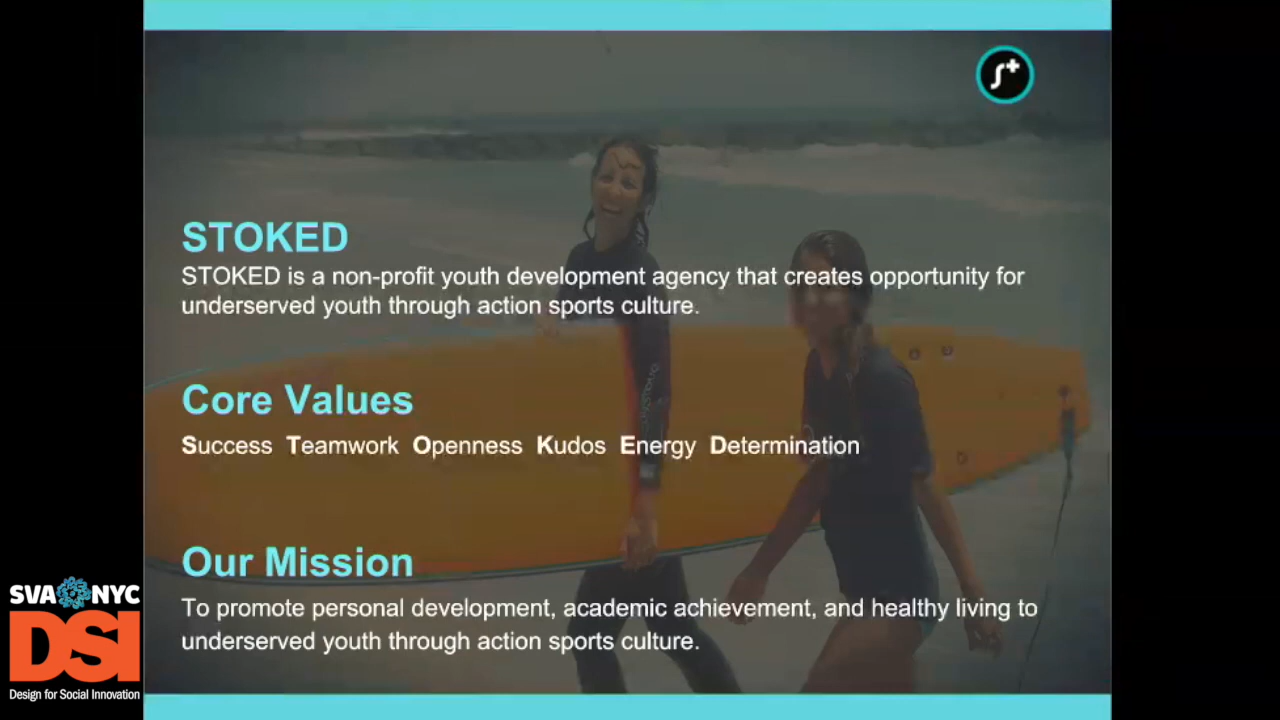 STOKED
STOKED is a non-profit youth development agency that creates opportunity for
underserved youth through action sports culture.
Core Values
Success Teamwork Openness Kudos Energy Determination
Our Mission
To promote personal development, academic achievement, and healthy living to
underserved youth through action sports culture.
SVA NYC
DSI
Design for Social Innovation